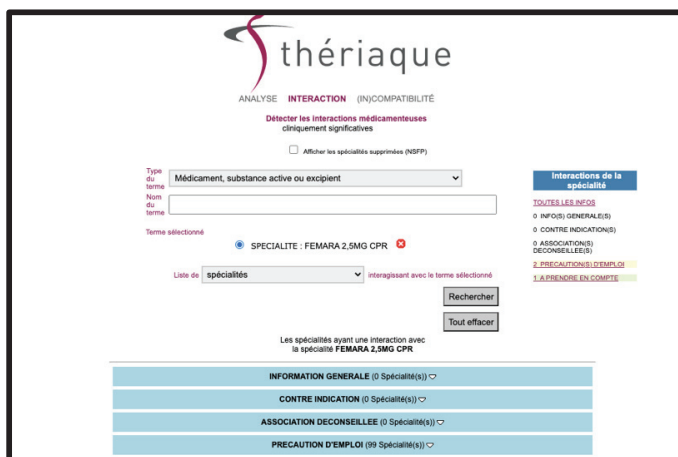 thériaque
ANALYSE INTERACTION (IN)COMPATIBILITÉ
Détecter les interactions médicamenteuses
cliniquement significatives
Afficher les spécialités supprimées (NSFP)
Type
du
terme
Médicament, substance active ou excipient
Nom
du
terme
Terme sélectionné
SPECIALITE : FEMARA 2,5MG CPR
Liste de spécialités interagissant avec le terme sélectionné
Rechercher
Tout effacer
Les spécialités ayant une interaction avec
la spécialité FEMARA 2,5MG CPR
INFORMATION GENERALE (0 Spécialité(s))
CONTRE INDICATION (0 Spécialité(s))
ASSOCIATION DECONSEILLEE (0 Spécialité(s))
PRECAUTION D'EMPLOI (99 Spécialité(s))
Interactions de la
spécialité
TOUTES LES INFOS
0 INFO(S) GENERALE(S)
0 CONTRE INDICATION(S)
0 ASSOCIATION(S)
DECONSEILLEE(S)
2 PRECAUTION(S) D'EMPLOI
1 A PRENDRE EN COMPTE